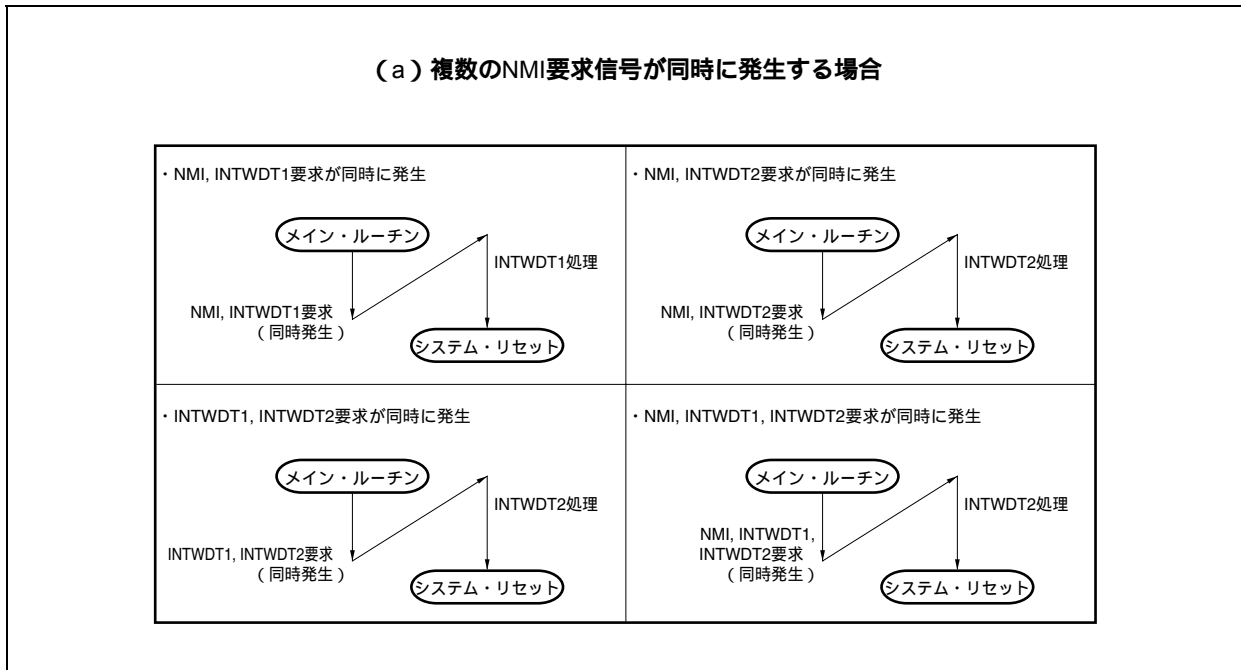 (a)複数のNMI要求信号が同時に発生する場合
・NMI, INTWDT1要求が同時に発生
メイン・ルーチン
INTWDT1処理
NMI, INTWDT1要求
(同時発生)
システム・リセット
・NMI, INTWDT2要求が同時に発生
メイン・ルーチン
INTWDT2処理
NMI, INTWDT2要求
(同時発生)
システム・リセット
・INTWDT1, INTWDT2要求が同時に発生
メイン・ルーチン
INTWDT2処理
INTWDT1, INTWDT2要求
(同時発生)
システム・リセット
・NMI, INTWDT1, INTWDT2要求が同時に発生
メイン・ルーチン
INTWDT2処理
NMI, INTWDT1,
INTWDT2要求
(同時発生)
システム・リセット